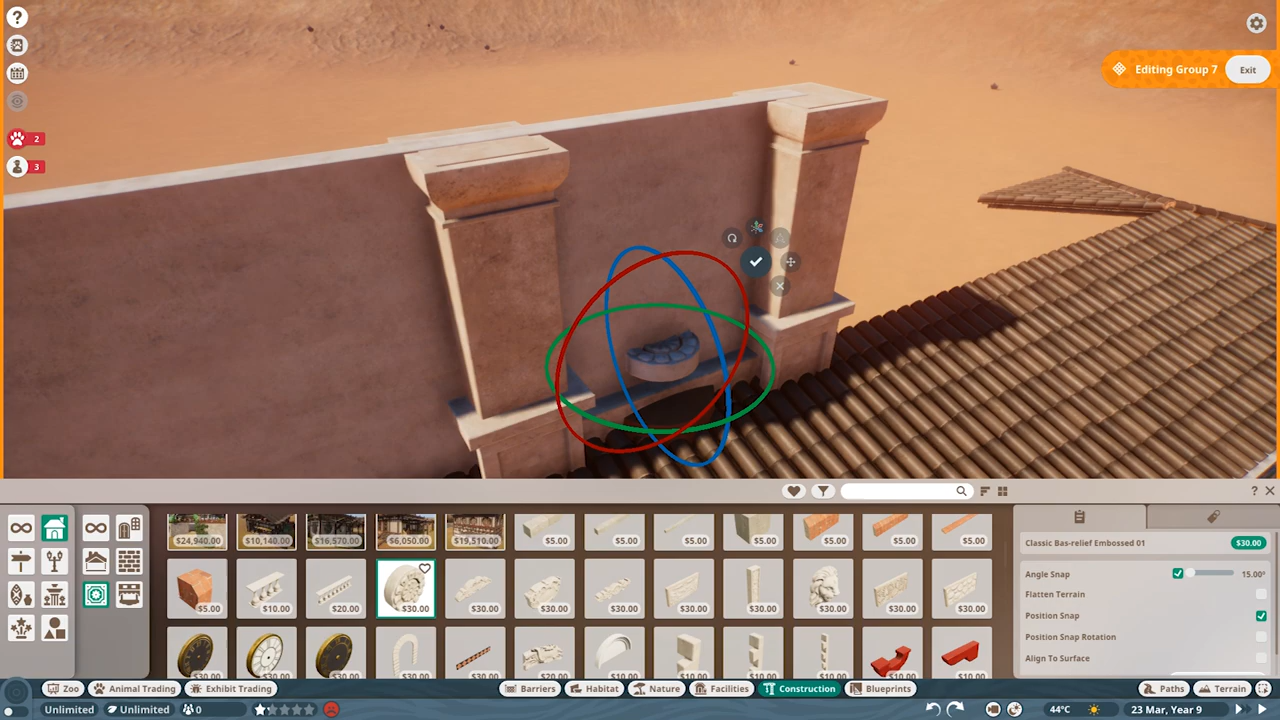 ?
Editing Group 7
Exit
2
3
? ×
$24,940.00 $10,140.00 $16,570.00 $6,050.00 $19,510.00 $5.00 $5.00 $5.00 $5.00 $5.00 $5.00 $5.00
$5.00 $10.00 $20.00 $30.00 $30.00 $30.00 $30.00 $30.00 $30.00 $30.00 $30.00 $30.00
Classic Bas-relief Embossed 01 $30.00
Angle Snap 15.00°
Flatten Terrain
Position Snap
Position Snap Rotation
Align To Surface
Zoo Animal Trading Exhibit Trading Barriers Habitat Nature Facilities Construction Blueprints Paths Terrain
Unlimited Unlimited 0 44°C 23 Mar, Year 9